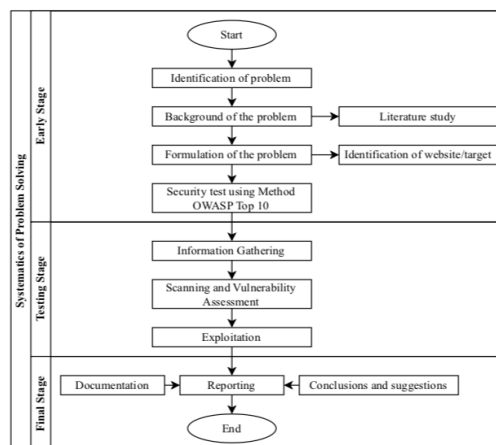 Systematics of Problem Solving
Early Stage
Start
Identification of problem
Background of the problem
Literature study
Formulation of the problem
Identification of website/target
Security test using Method
OWASP Top 10
Testing Stage
Information Gathering
Scanning and Vulnerability
Assessment
Exploitation
Final Stage
Documentation
Reporting
Conclusions and suggestions
End